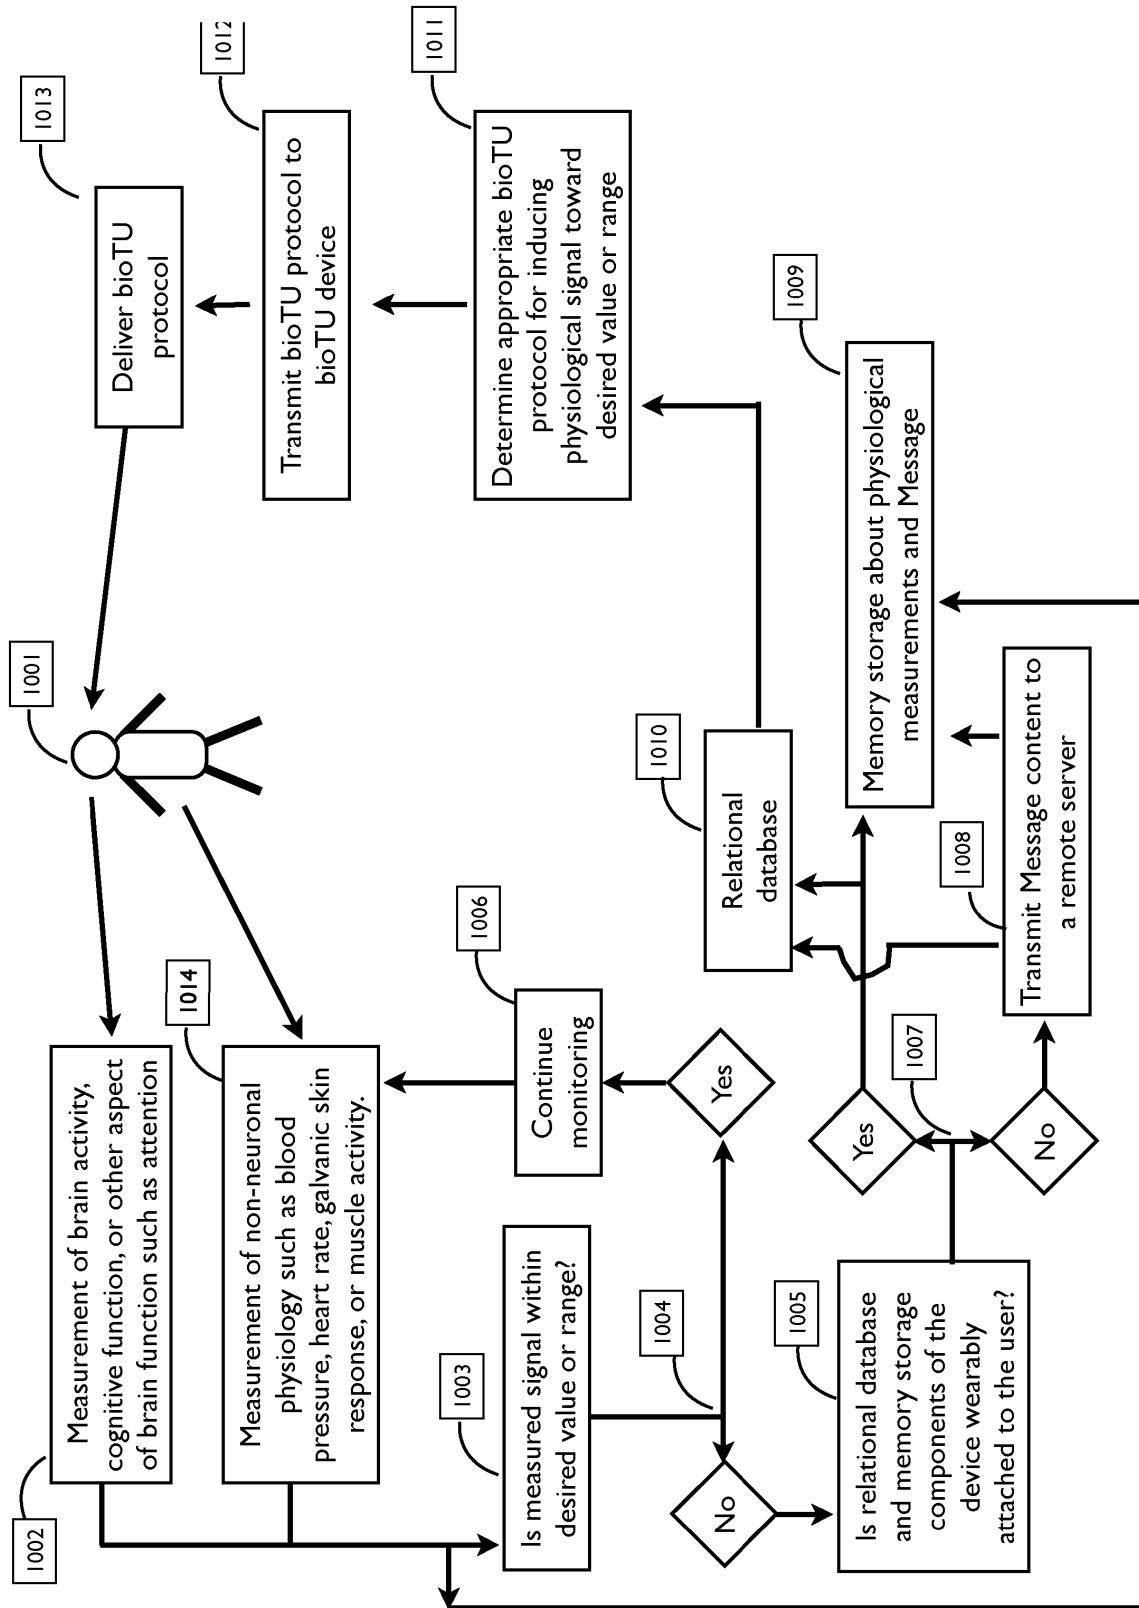 1002
Measurement of brain activity,
cognitive function, or other aspect
of brain function such as attention
1014
Measurement of non-neuronal
physiology such as blood
pressure, heart rate, galvanic skin
response, or muscle activity.
1001
1013
Deliver bioTU
protocol
1012
Transmit bioTU protocol to
bioTU device
1011
Determine appropriate bioTU
protocol for inducing
physiological signal toward
desired value or range
1003
Is measured signal within
desired value or range?
1006
Continue
monitoring
1004
No
Yes
1010
Relational
database
1005
Is relational database
and memory storage
components of the
device wearably
attached to the user?
1007
Yes
No
1009
Memory storage about physiological
measurements and Message
1008
Transmit Message content to
a remote server